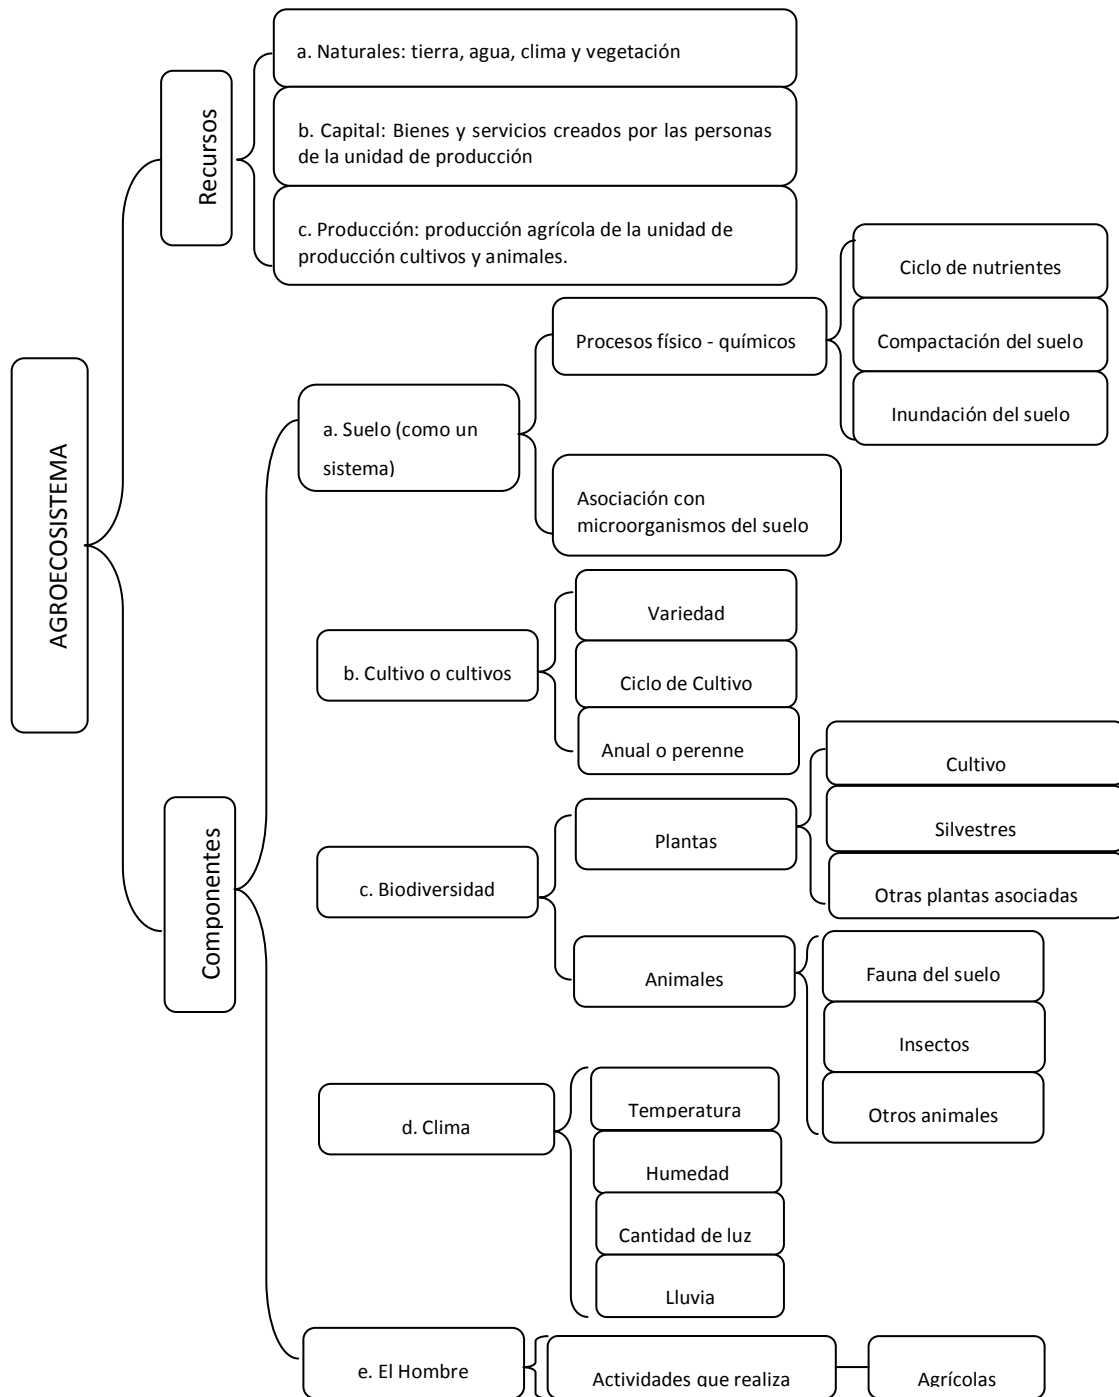 AGROECOSISTEMA
Recursos
a. Naturales: tierra, agua, clima y vegetación
b. Capital: Bienes y servicios creados por las personas
de la unidad de producción
c. Producción: producción agrícola de la unidad de
producción cultivos y animales.
Componentes
a. Suelo (como un
sistema)
Procesos físico - químicos
Ciclo de nutrientes
Compactación del suelo
Inundación del suelo
Asociación con
microorganismos del suelo
b. Cultivo o cultivos
Variedad
Ciclo de Cultivo
Anual o perenne
c. Biodiversidad
Plantas
Cultivo
Silvestres
Otras plantas asociadas
Animales
Fauna del suelo
Insectos
Otros animales
d. Clima
Temperatura
Humedad
Cantidad de luz
Lluvia
e. El Hombre
Actividades que realiza
Agrícolas